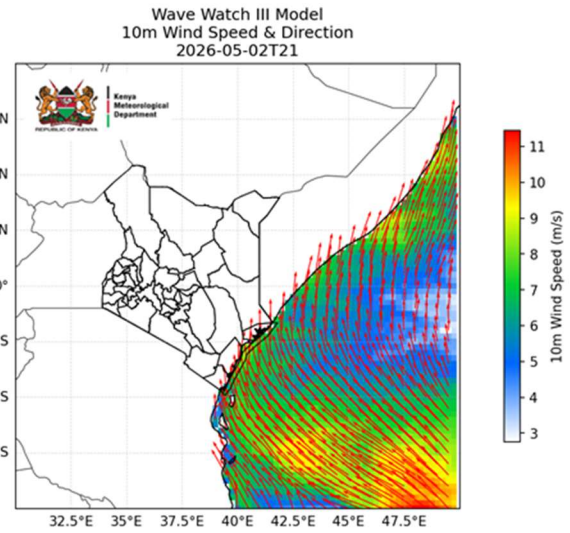 Wave Watch III Model
10m Wind Speed & Direction
2026-05-02T21
Kenya
Meteorological
Department
REPUBLIC OF KENYA
N
N
N
0°
S
S
S
32.5°E 35°E 37.5°E 40°E 42.5°E 45°E 47.5°E
11
10
9
8
7
6
5
4
3
10m Wind Speed (m/s)